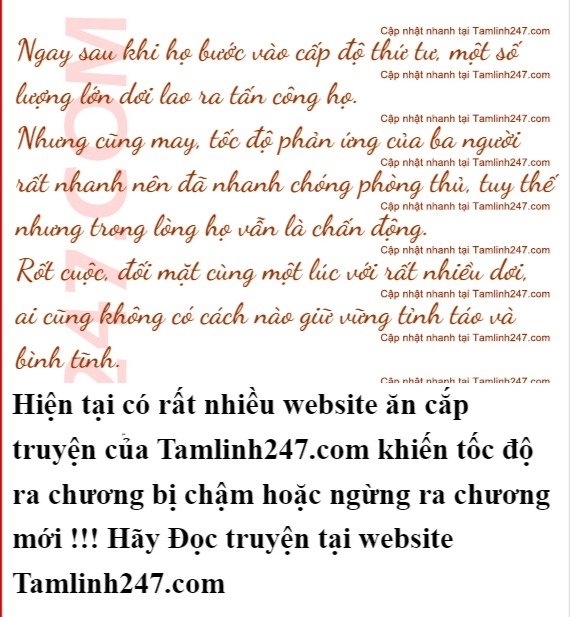 Cập nhật nhanh tại Tamlinh247.com
Ngay sau khi họ bước vào cấp độ thứ tư, một số
Cập nhật nhanh tại Tamlinh247.com
lượng lớn dơi lao ra tấn công họ.
Cập nhật nhanh tại Tamlinh247.com
Nhưng cũng may, tốc độ phản ứng của ba người
Cập nhật nhanh tại Tamlinh247.com
rất nhanh nên đã nhanh chóng phòng thủ, tuy thế
Cập nhật nhanh tại Tamlinh247.com
nhưng trong lòng họ vẫn là chấn động.
Cập nhật nhanh tại Tamlinh247.com
Rốt cuộc, đối mặt cùng một lúc với rất nhiều dơi,
Cập nhật nhanh tại Tamlinh247.com
ai cũng không có cách nào giữ vững tỉnh táo và
Cập nhật nhanh tại Tamlinh247.com
bình tĩnh.
Cập nhật nhanh tại Tamlinh247.com
247.COM
Hiện tại có rất nhiều website ăn cắp
truyện của Tamlinh247.com khiến tốc độ
ra chương bị chậm hoặc ngừng ra chương
mới !!! Hãy Đọc truyện tại website
Tamlinh247.com